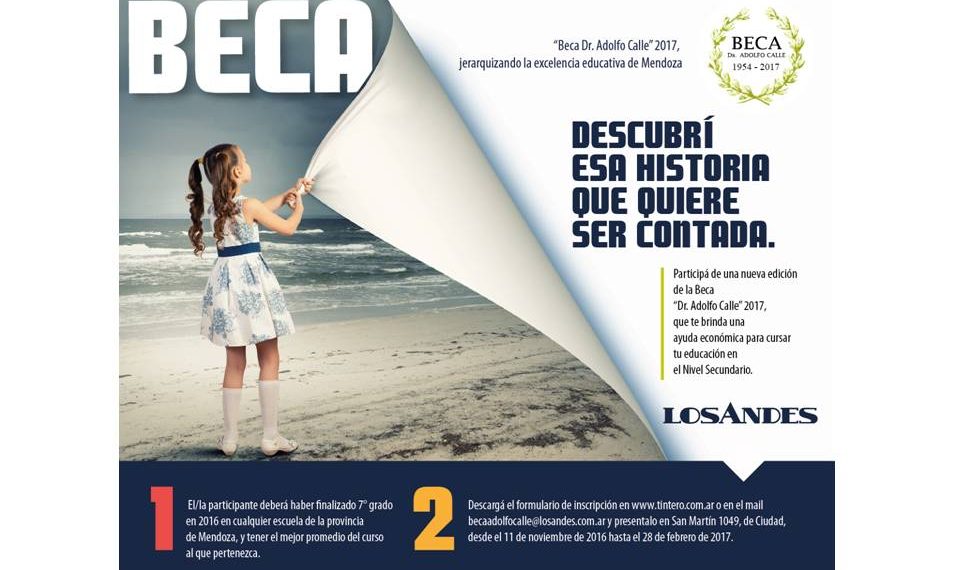 BECA
"Beca Dr. Adolfo Calle" 2017,
jerarquizando la excelencia educativa de Mendoza
BECA
DR. ADOLFO CALLE
1954 - 2017
DESCUBRÍ
ESA HISTORIA
QUE QUIERE
SER CONTADA.
Participá de una nueva edición
de la Beca
"Dr. Adolfo Calle" 2017,
que te brinda una
ayuda económica para cursar
tu educación en
el Nivel Secundario.
LOSANDES
1
El/la participante deberá haber finalizado 7° grado
en 2016 en cualquier escuela de la provincia
de Mendoza, y tener el mejor promedio del curso
al que pertenezca.
2
Descargá el formulario de inscripción en www.tintero.com.ar o en el mail
becaadolfocalle@losandes.com.ar y presentalo en San Martín 1049, de Ciudad,
desde el 11 de noviembre de 2016 hasta el 28 de febrero de 2017.